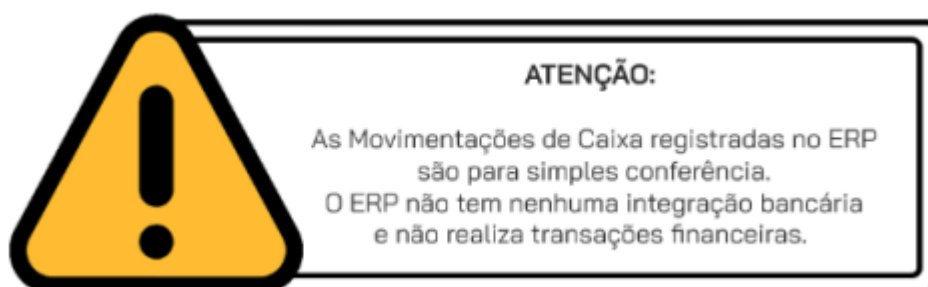 ATENÇÃO:
As Movimentações de Caixa registradas no ERP
são para simples conferência.
O ERP não tem nenhuma integração bancária
e não realiza transações financeiras.